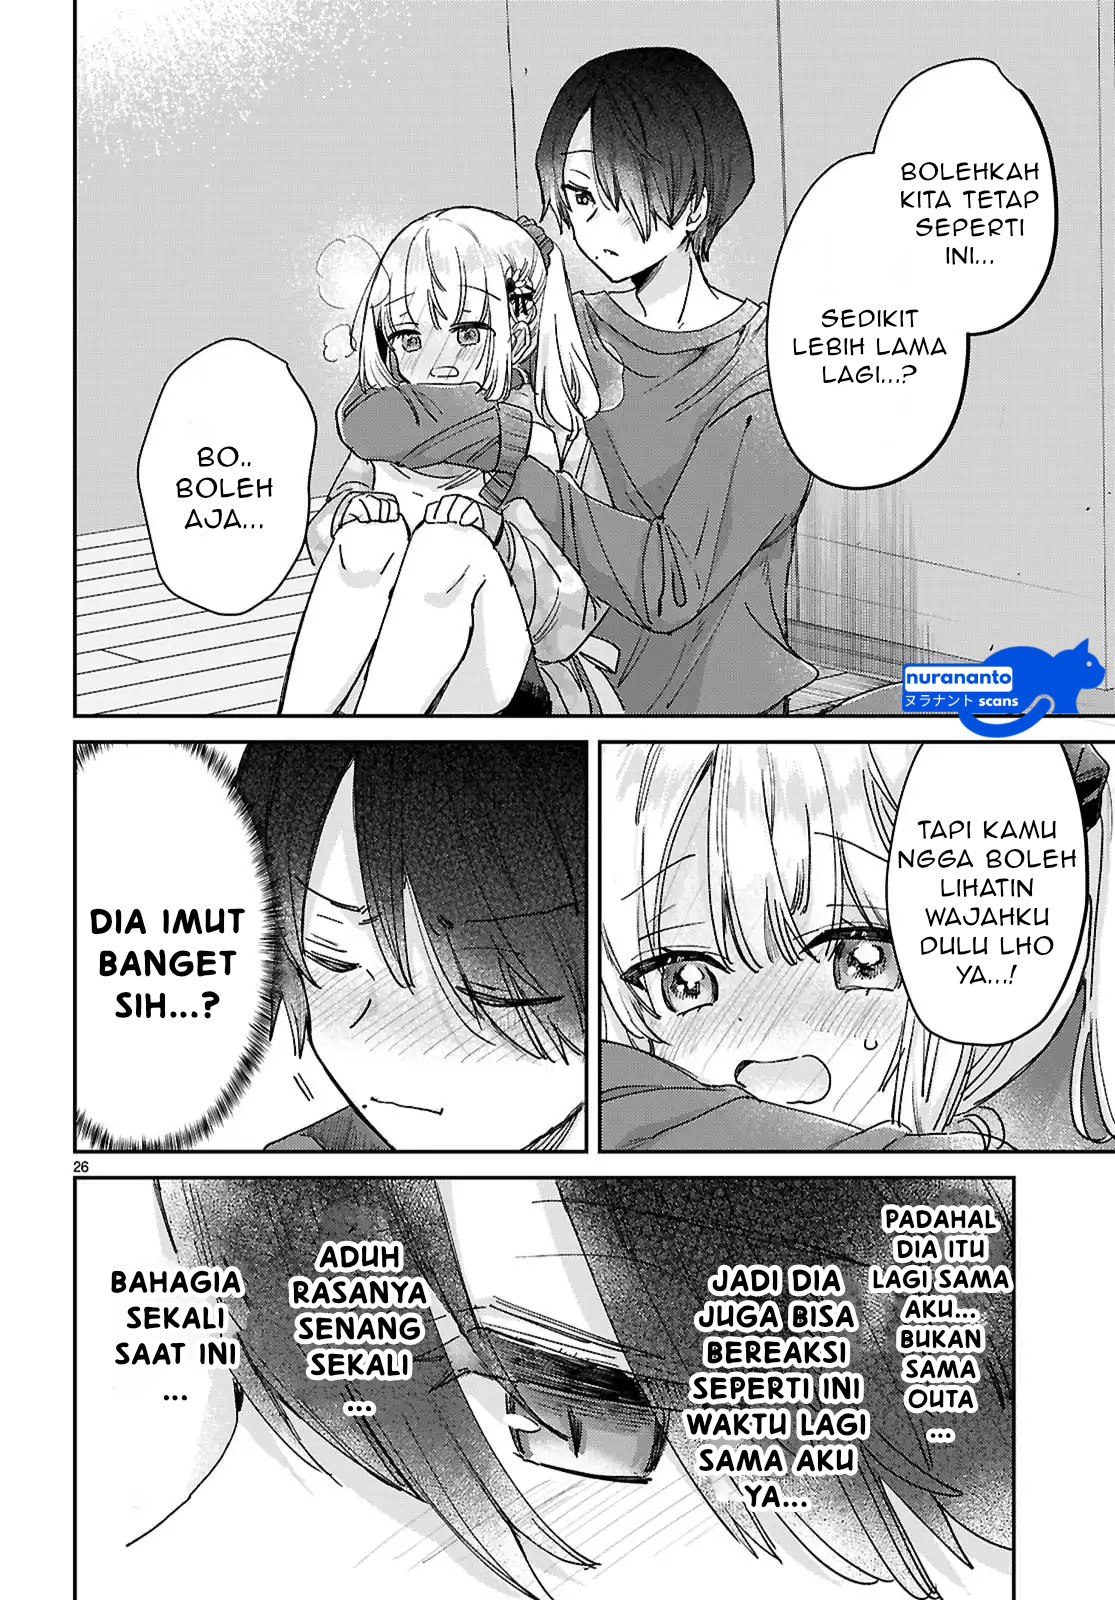 BOLEHKAH
KITA TETAP
SEPERTI
INI...
SEDIKIT
LEBIH LAMA
LAGI...?
BO..
BOLEH
AJA...
nurananto
ヌラナント scans
TAPI KAMU
NGGA BOLEH
LIHATIN
WAJAHKU
DULU LHO
YA...!
DIA IMUT
BANGET
SIH...?
26
PADAHAL
DIA ITU
LAGI SAMA
AKU...
BUKAN
SAMA
OUTA
...
JADI DIA
JUGA BISA
BEREAKSI
SEPERTI INI
WAKTU LAGI
SAMA AKU
YA...
ADUH
RASANYA
SENANG
SEKALI
...
BAHAGIA
SEKALI
SAAT INI
...